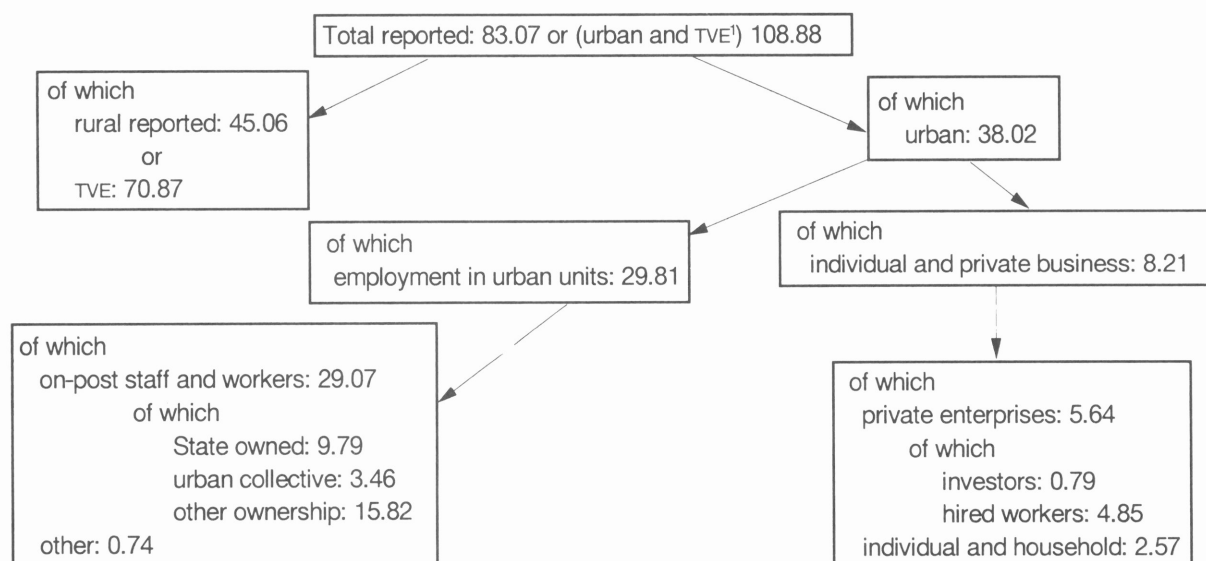 Total reported: 83.07 or (urban and TVE¹) 108.88
of which
rural reported: 45.06
or
TVE: 70.87
of which
urban: 38.02
of which
employment in urban units: 29.81
of which
individual and private business: 8.21
of which
on-post staff and workers: 29.07
of which
State owned: 9.79
urban collective: 3.46
other ownership: 15.82
other: 0.74
of which
private enterprises: 5.64
of which
investors: 0.79
hired workers: 4.85
individual and household: 2.57